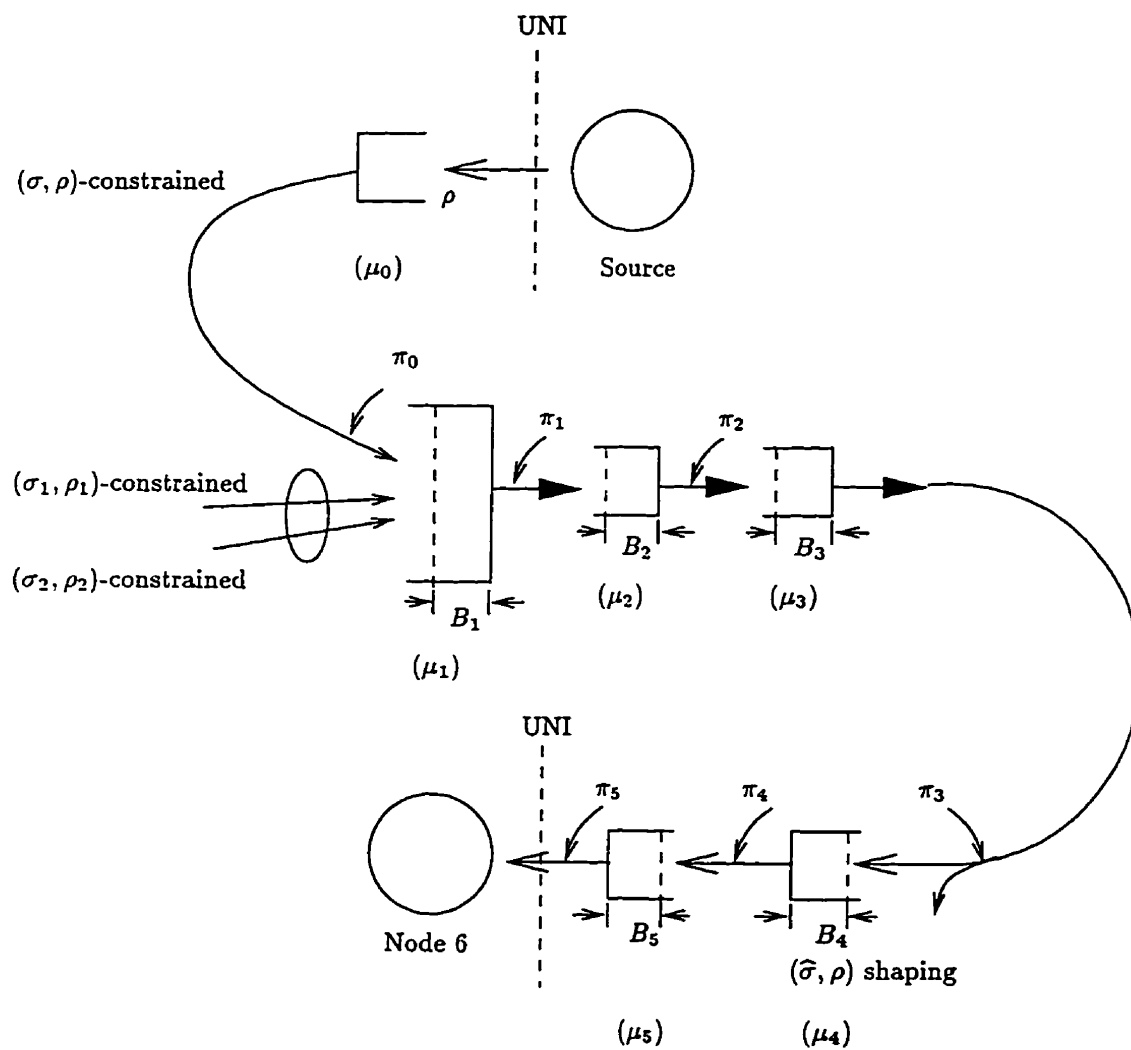 UNI
(σ, ρ)-constrained
ρ
(μ₀)
Source
π₀
π₁
π₂
(σ₁, ρ₁)-constrained
(σ₂, ρ₂)-constrained
B₁
B₂
B₃
(μ₁)
(μ₂)
(μ₃)
UNI
π₅
π₄
π₃
Node 6
B₅
B₄
(σ̂, ρ) shaping
(μ₅)
(μ₄)